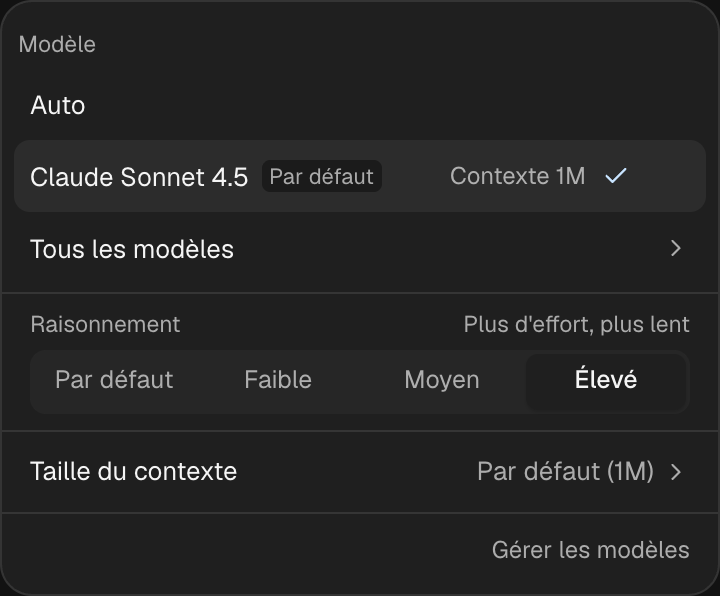 Modèle
Auto
Claude Sonnet 4.5 Par défaut Contexte 1M
Tous les modèles
Raisonnement Plus d'effort, plus lent
Par défaut Faible Moyen Élevé
Taille du contexte Par défaut (1M)
Gérer les modèles